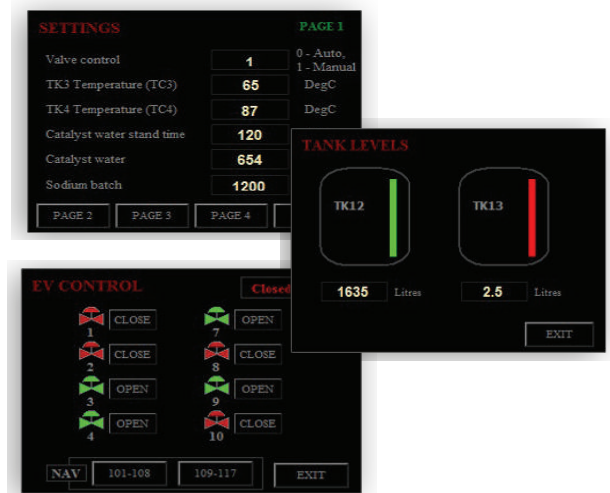 SETTINGS PAGE 1
Valve control 1 0 - Auto,
1 - Manual
TK3 Temperature (TC3) 65 DegC
TK4 Temperature (TC4) 87 DegC
Catalyst water stand time 120
Catalyst water 654
Sodium batch 1200
PAGE 2 PAGE 3 PAGE 4
TANK LEVELS
TK12 TK13
1635 Litres 2.5 Litres
EXIT
EV CONTROL Closed
CLOSE OPEN
1 7
CLOSE CLOSE
2 8
OPEN OPEN
3 9
OPEN CLOSE
4 10
NAV 101-108 109-117 EXIT